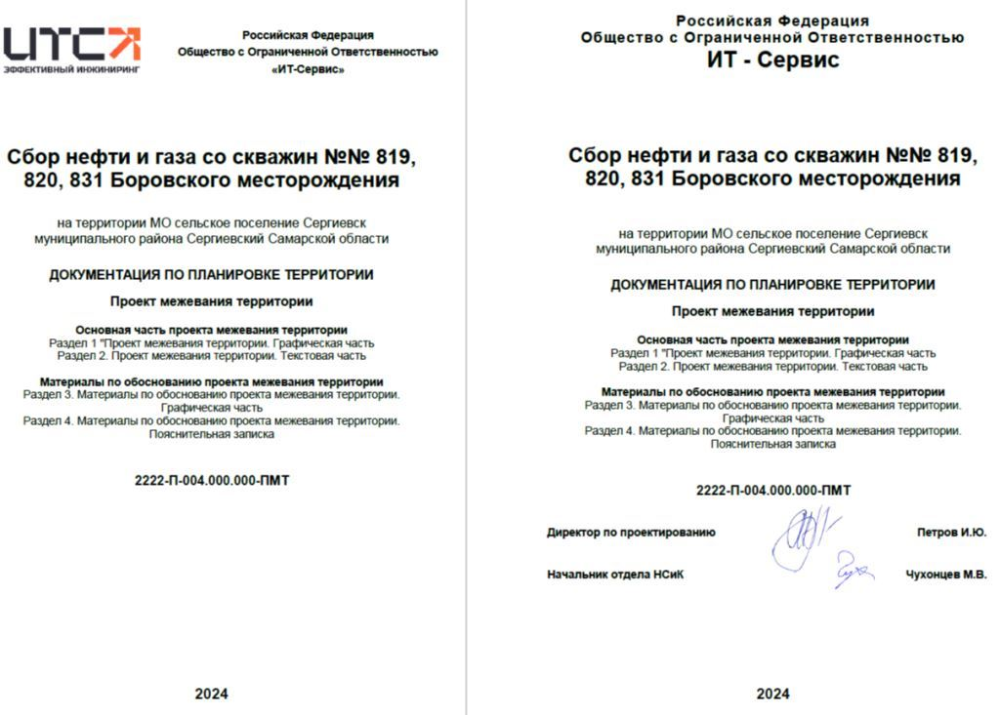 ИТСК
ЭФФЕКТИВНЫЙ ИНЖИНИРИНГ
Российская Федерация
Общество с Ограниченной Ответственностью
«ИТ-Сервис»
Сбор нефти и газа со скважин №№ 819,
820, 831 Боровского месторождения
на территории МО сельское поселение Сергиевск
муниципального района Сергиевский Самарской области
ДОКУМЕНТАЦИЯ ПО ПЛАНИРОВКЕ ТЕРРИТОРИИ
Проект межевания территории
Основная часть проекта межевания территории
Раздел 1 "Проект межевания территории. Графическая часть
Раздел 2. Проект межевания территории. Текстовая часть
Материалы по обоснованию проекта межевания территории
Раздел 3. Материалы по обоснованию проекта межевания территории.
Графическая часть
Раздел 4. Материалы по обоснованию проекта межевания территории.
Пояснительная записка
2222-П-004.000.000-ПМТ
2024
Российская Федерация
Общество с Ограниченной Ответственностью
ИТ - Сервис
Сбор нефти и газа со скважин №№ 819,
820, 831 Боровского месторождения
на территории МО сельское поселение Сергиевск
муниципального района Сергиевский Самарской области
ДОКУМЕНТАЦИЯ ПО ПЛАНИРОВКЕ ТЕРРИТОРИИ
Проект межевания территории
Основная часть проекта межевания территории
Раздел 1 "Проект межевания территории. Графическая часть
Раздел 2. Проект межевания территории. Текстовая часть
Материалы по обоснованию проекта межевания территории
Раздел 3. Материалы по обоснованию проекта межевания территории.
Графическая часть
Раздел 4. Материалы по обоснованию проекта межевания территории.
Пояснительная записка
2222-П-004.000.000-ПМТ
Директор по проектированию Петров И.Ю.
Начальник отдела НСиК Чухонцев М.В.
2024